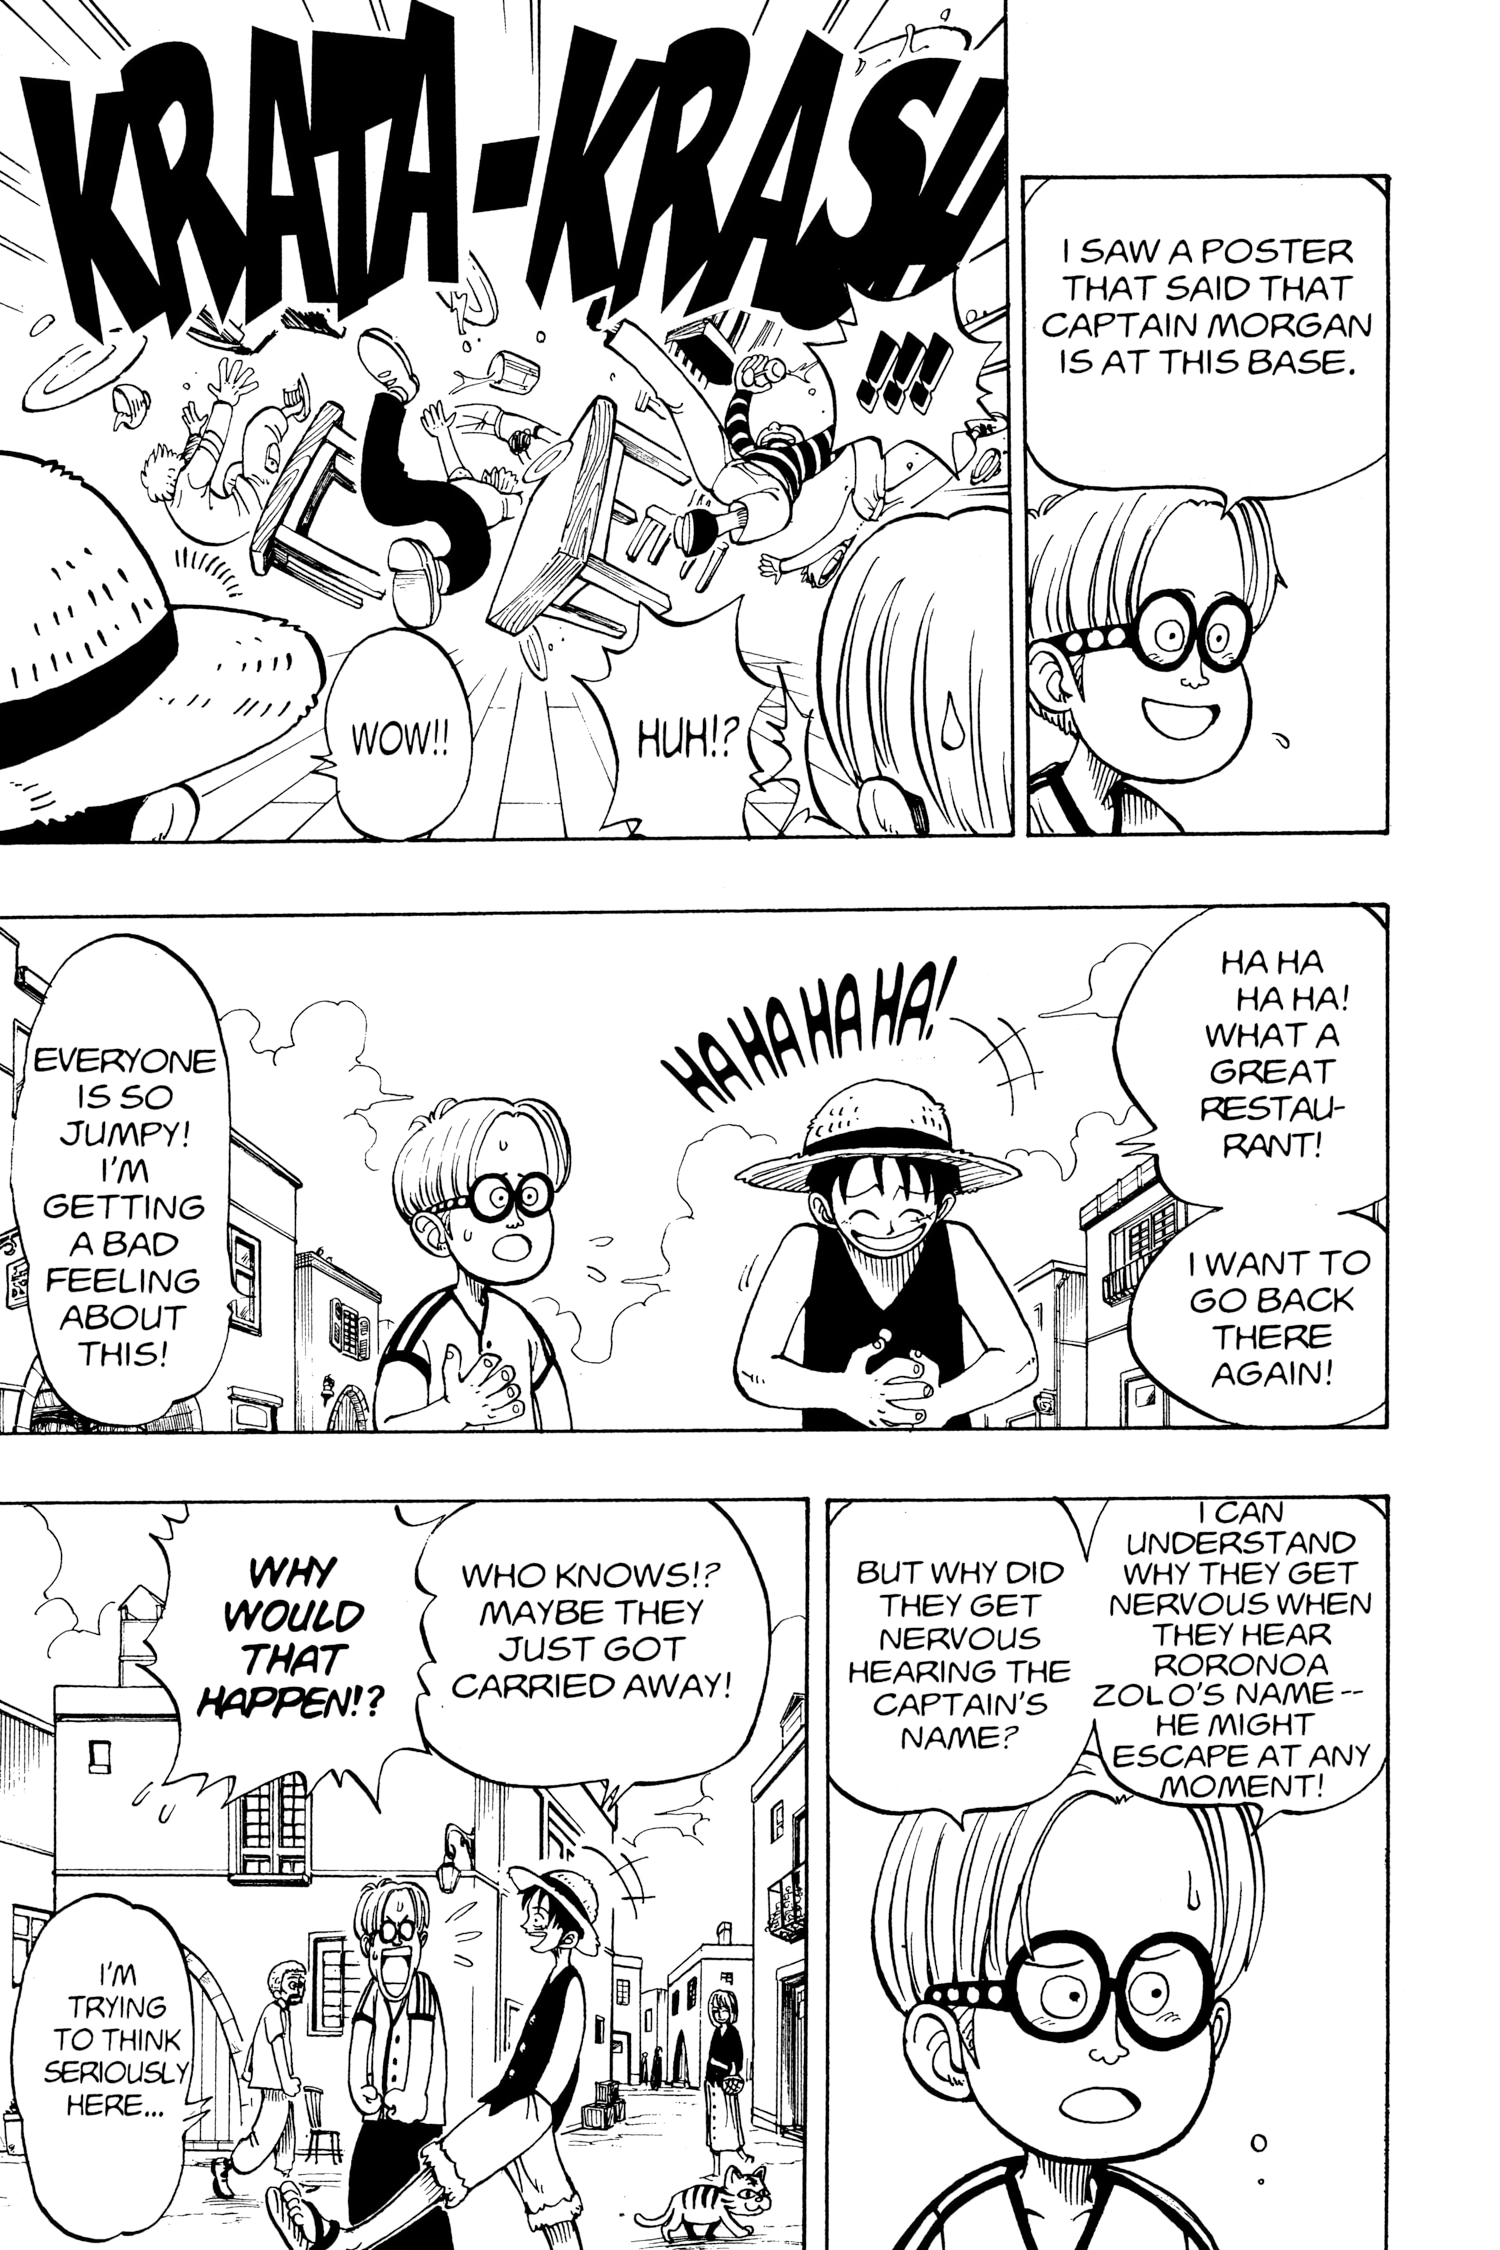 I SAW A POSTER
THAT SAID THAT
CAPTAIN MORGAN
IS AT THIS BASE.
KRATA-KRASH
!!!
HUH!?
WOW!!
HA HA
HA HA!
WHAT A
GREAT
RESTAU-
RANT!
I WANT TO
GO BACK
THERE
AGAIN!
HA HA HA HA!
EVERYONE
IS SO
JUMPY!
I'M
GETTING
A BAD
FEELING
ABOUT
THIS!
I CAN
UNDERSTAND
WHY THEY GET
NERVOUS WHEN
THEY HEAR
RORONOA
ZOLO'S NAME--
HE MIGHT
ESCAPE AT ANY
MOMENT!
BUT WHY DID
THEY GET
NERVOUS
HEARING THE
CAPTAIN'S
NAME?
WHO KNOWS!?
MAYBE THEY
JUST GOT
CARRIED AWAY!
WHY
WOULD
THAT
HAPPEN!?
I'M
TRYING
TO THINK
SERIOUSLY
HERE...